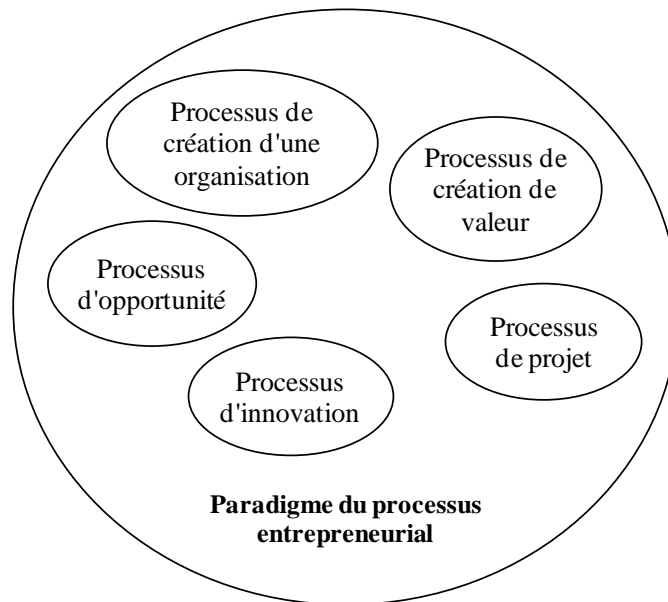 Processus de
création d'une
organisation
Processus de
création de
valeur
Processus
d'opportunité
Processus
de projet
Processus
d'innovation
Paradigme du processus
entrepreneurial